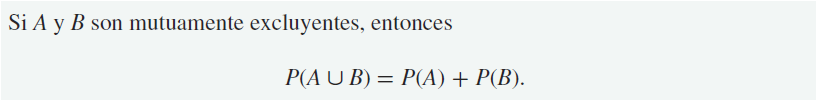 Si A y B son mutuamente excluyentes, entonces
P(A ∪ B) = P(A) + P(B).